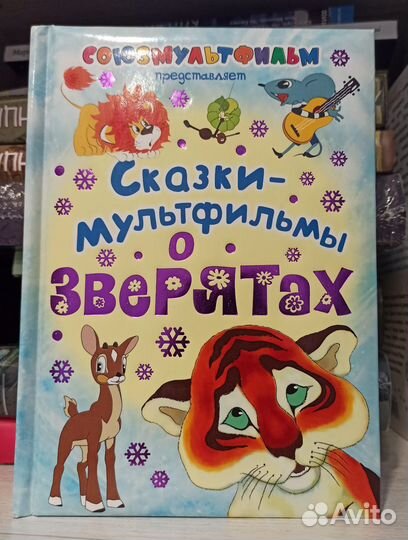 СОЮЗМУЛЬТФИЛЬМ
представляет
Сказки-
мультфильмы
о
зверятах
Avito